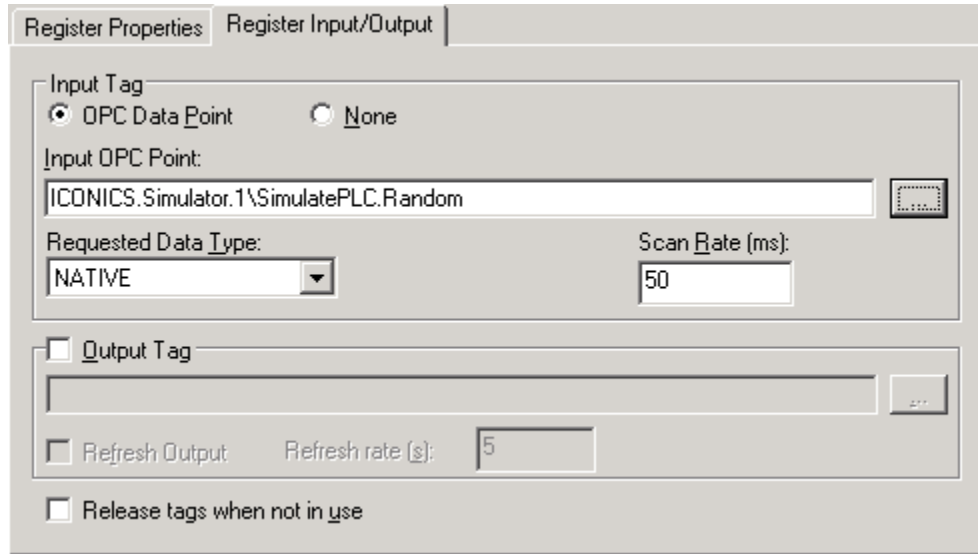 Register Properties
Register Input/Output
Input Tag
OPC Data Point
None
Input OPC Point:
ICONICS.Simulator.1\SimulatePLC.Random
...
Requested Data Type:
Scan Rate (ms):
NATIVE
50
Output Tag
...
Refresh Output
Refresh rate (s):
5
Release tags when not in use